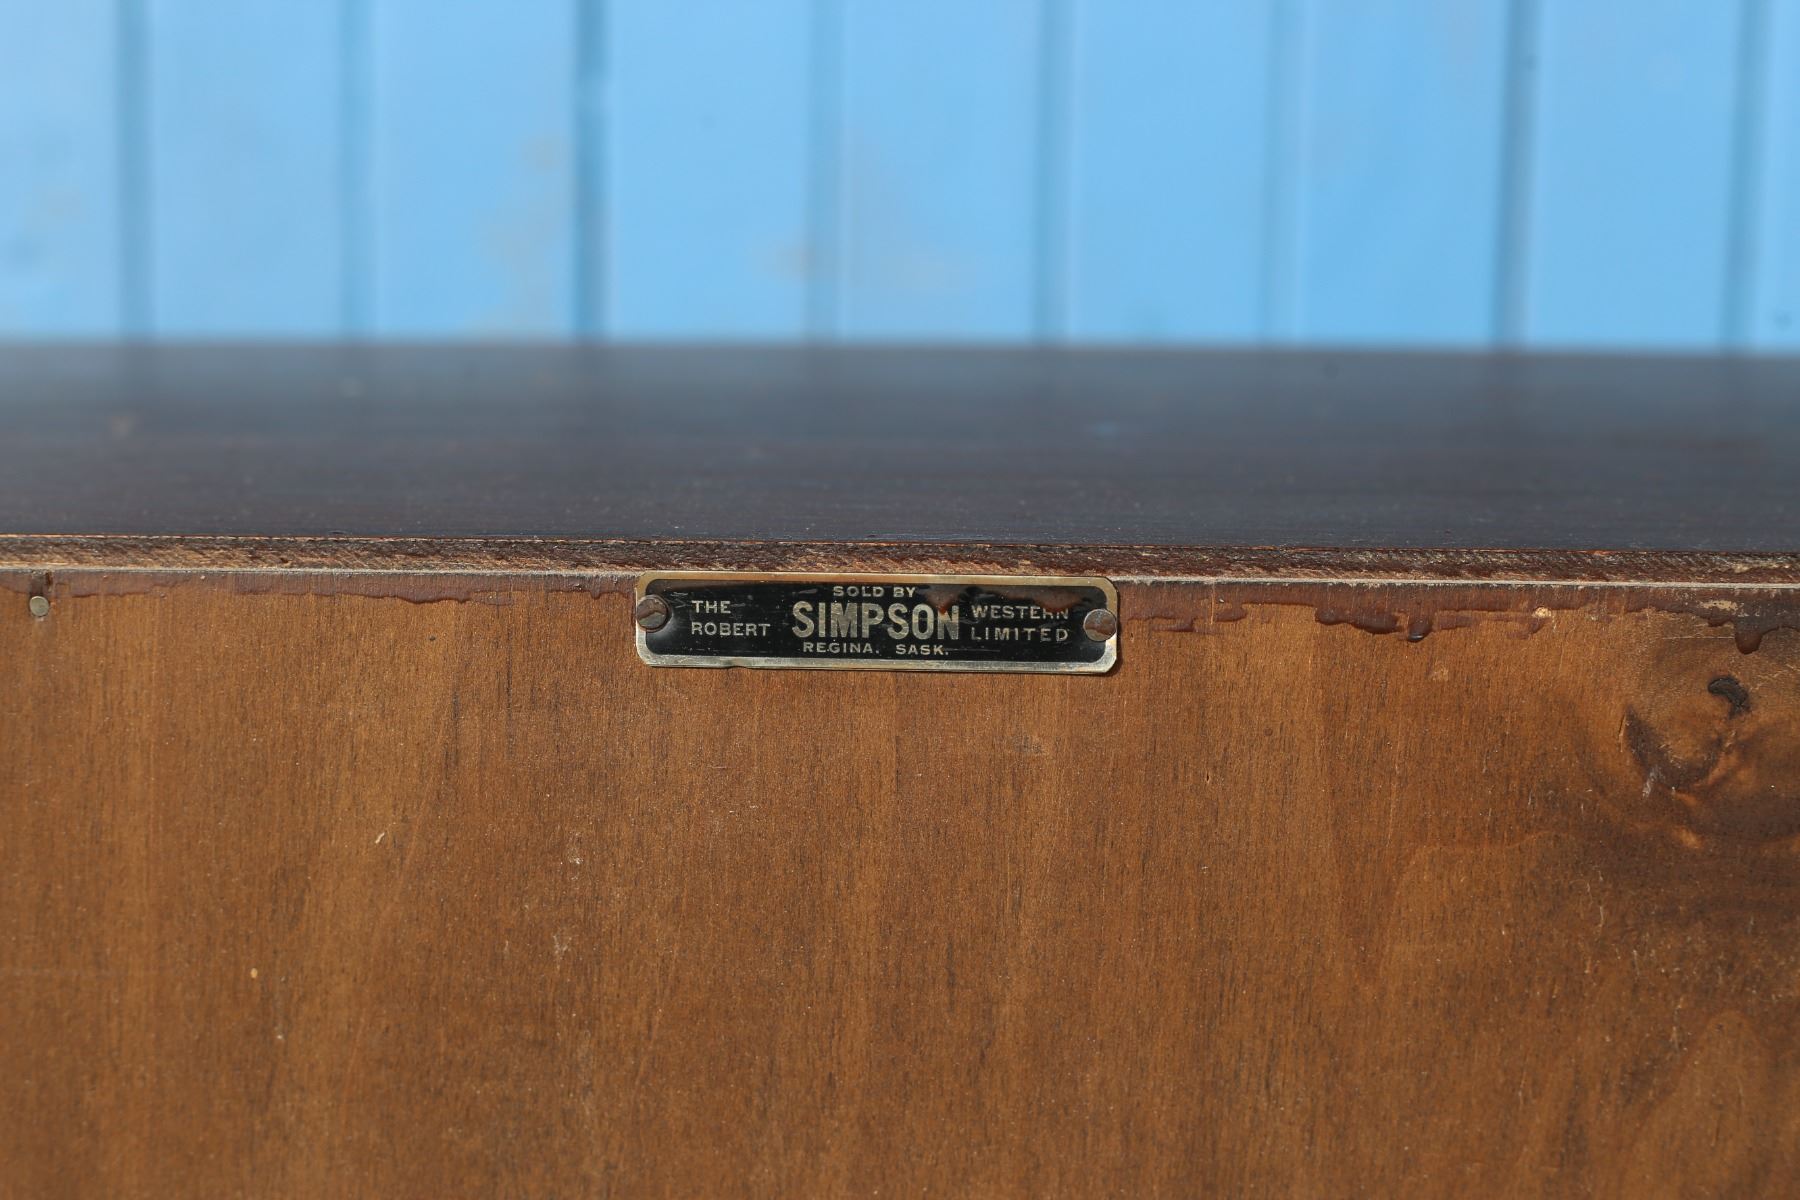 SOLD BY
THE ROBERT SIMPSON WESTERN LIMITED
REGINA. SASK.